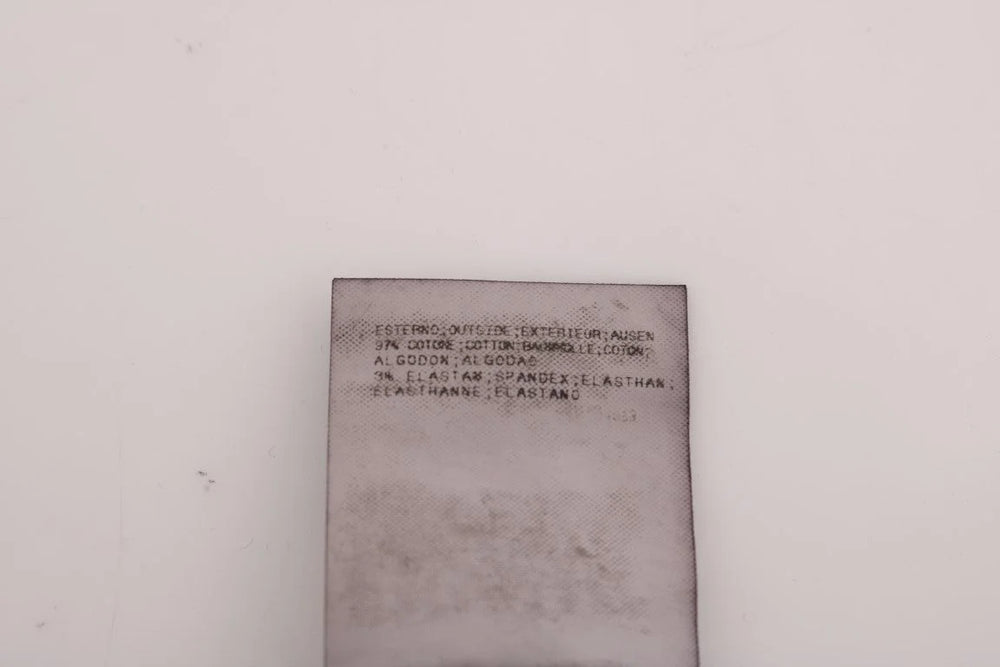 ESTERNO;OUTSIDE;EXTERIEUR;AUSEN
97% COTONE;COTTON;BAUMWOLLE;COTON;
ALGODON;ALGODAO
3% ELASTAN;SPANDEX;ELASTHAN;
ELASTHANNE;ELASTANO